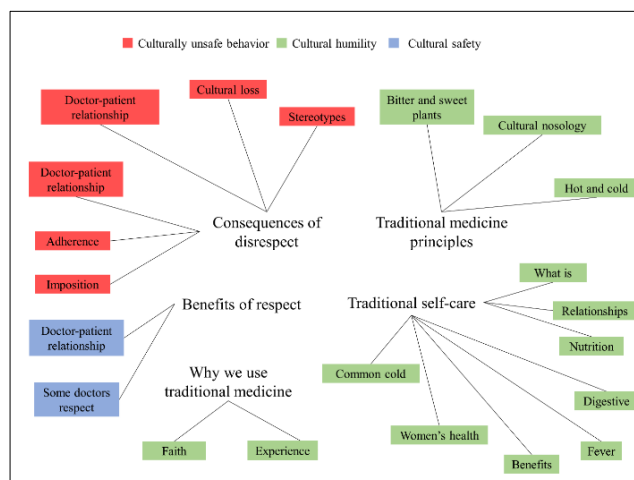 Culturally unsafe behavior
Cultural humility
Cultural safety
Doctor-patient
relationship
Cultural loss
Stereotypes
Doctor-patient
relationship
Adherence
Imposition
Consequences of
disrespect
Bitter and sweet
plants
Cultural nosology
Hot and cold
Traditional medicine
principles
Benefits of respect
Doctor-patient
relationship
Some doctors
respect
Why we use
traditional medicine
Faith
Experience
Traditional self-care
What is
Relationships
Nutrition
Digestive
Fever
Benefits
Women's health
Common cold